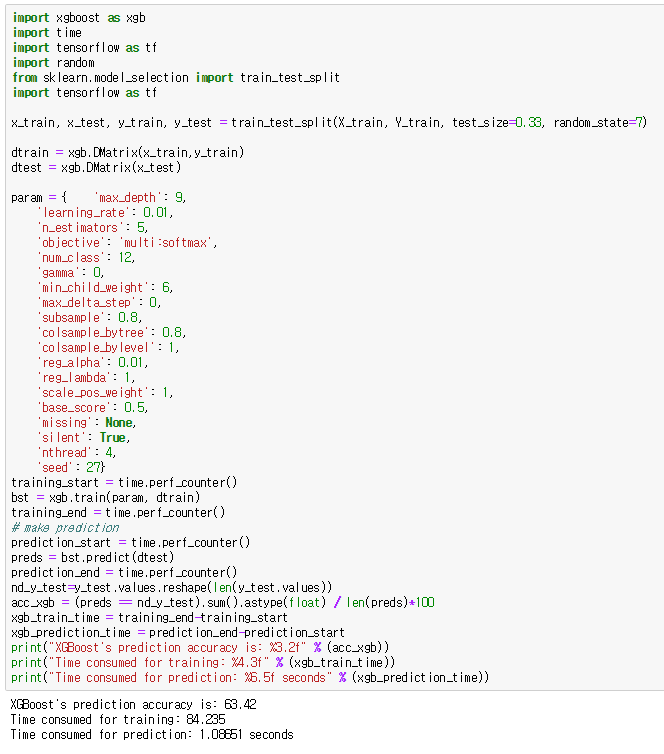 import xgboost as xgb
import time
import tensorflow as tf
import random
from sklearn.model_selection import train_test_split
import tensorflow as tf

x_train, x_test, y_train, y_test = train_test_split(X_train, Y_train, test_size=0.33, random_state=7)

dtrain = xgb.DMatrix(x_train,y_train)
dtest = xgb.DMatrix(x_test)

param = {    'max_depth': 9,
    'learning_rate': 0.01,
    'n_estimators': 5,
    'objective': 'multi:softmax',
    'num_class': 12,
    'gamma': 0,
    'min_child_weight': 6,
    'max_delta_step': 0,
    'subsample': 0.8,
    'colsample_bytree': 0.8,
    'colsample_bylevel': 1,
    'reg_alpha': 0.01,
    'reg_lambda': 1,
    'scale_pos_weight': 1,
    'base_score': 0.5,
    'missing': None,
    'silent': True,
    'nthread': 4,
    'seed': 27}
training_start = time.perf_counter()
bst = xgb.train(param, dtrain)
training_end = time.perf_counter()
# make prediction
prediction_start = time.perf_counter()
preds = bst.predict(dtest)
prediction_end = time.perf_counter()
nd_y_test=y_test.values.reshape(len(y_test.values))
acc_xgb = (preds == nd_y_test).sum().astype(float) / len(preds)*100
xgb_train_time = training_end-training_start
xgb_prediction_time = prediction_end-prediction_start
print("XGBoost's prediction accuracy is: %3.2f" % (acc_xgb))
print("Time consumed for training: %4.3f" % (xgb_train_time))
print("Time consumed for prediction: %6.5f seconds" % (xgb_prediction_time))

XGBoost's prediction accuracy is: 63.42
Time consumed for training: 84.235
Time consumed for prediction: 1.08651 seconds